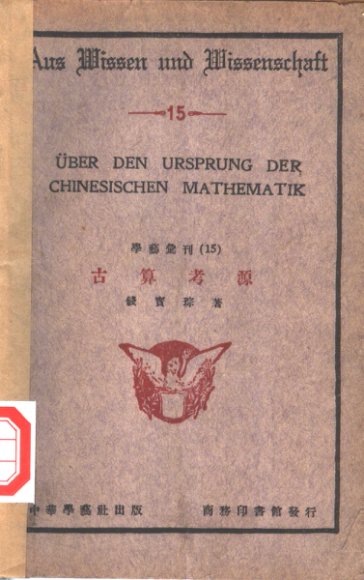 Aus Wissen und Wissenschaft
15
ÜBER DEN URSPRUNG DER
CHINESISCHEN MATHEMATIK
學藝彙刊(15)
古算考源
錢寶琮著
中華學藝社出版
商務印書館發行